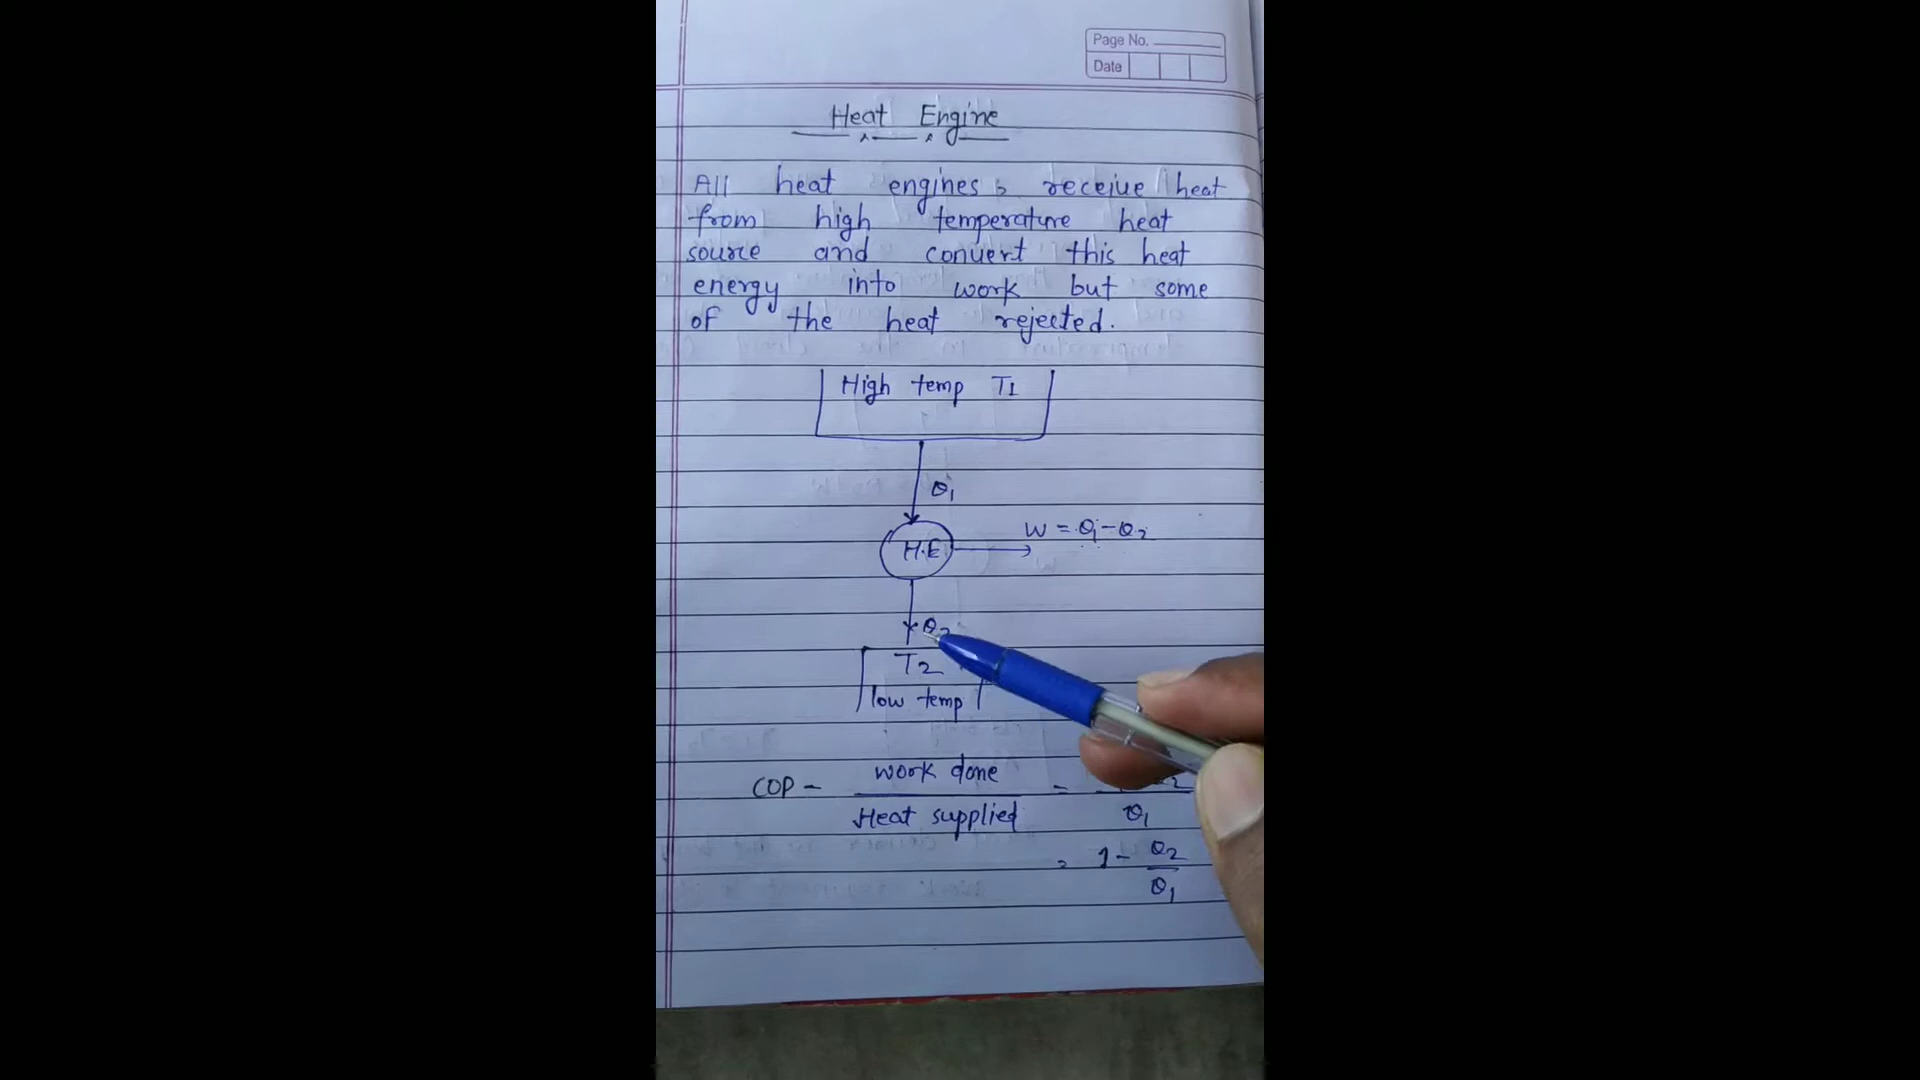 Page No.
Date
Heat Engine
All heat engines, receive heat
from high temperature heat
source and convert this heat
energy into work but some
of the heat rejected.
High temp T1
Q1
H.E
W = Q1 - Q2
Q2
T2
low temp
COP - work done / Heat supplied = 2 / Q1
= 1 - Q2 / Q1